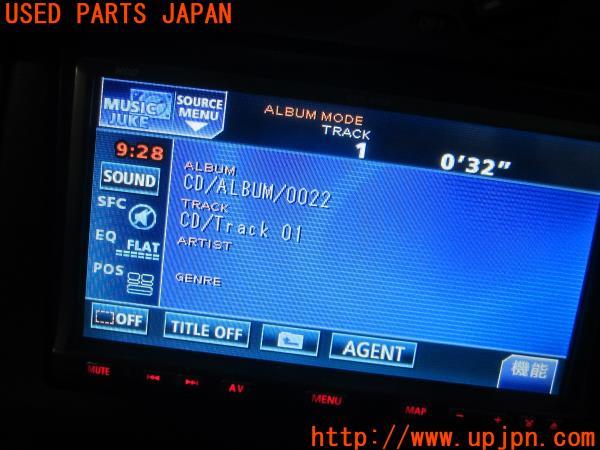 USED PARTS JAPAN
MUSIC JUKE
SOURCE MENU
ALBUM MODE
TRACK
1
0'32"
9:28
SOUND
SFC
EQ
FLAT
POS
ALBUM
CD/ALBUM/0022
TRACK
CD/Track 01
ARTIST
GENRE
OFF
TITLE OFF
AGENT
機能
MUTE
AV
MENU
MAP
- +
http://www.upjpn.com